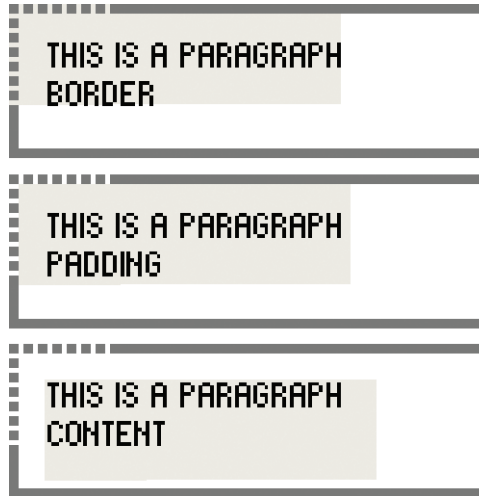 THIS IS A PARAGRAPH
BORDER
THIS IS A PARAGRAPH
PADDING
THIS IS A PARAGRAPH
CONTENT